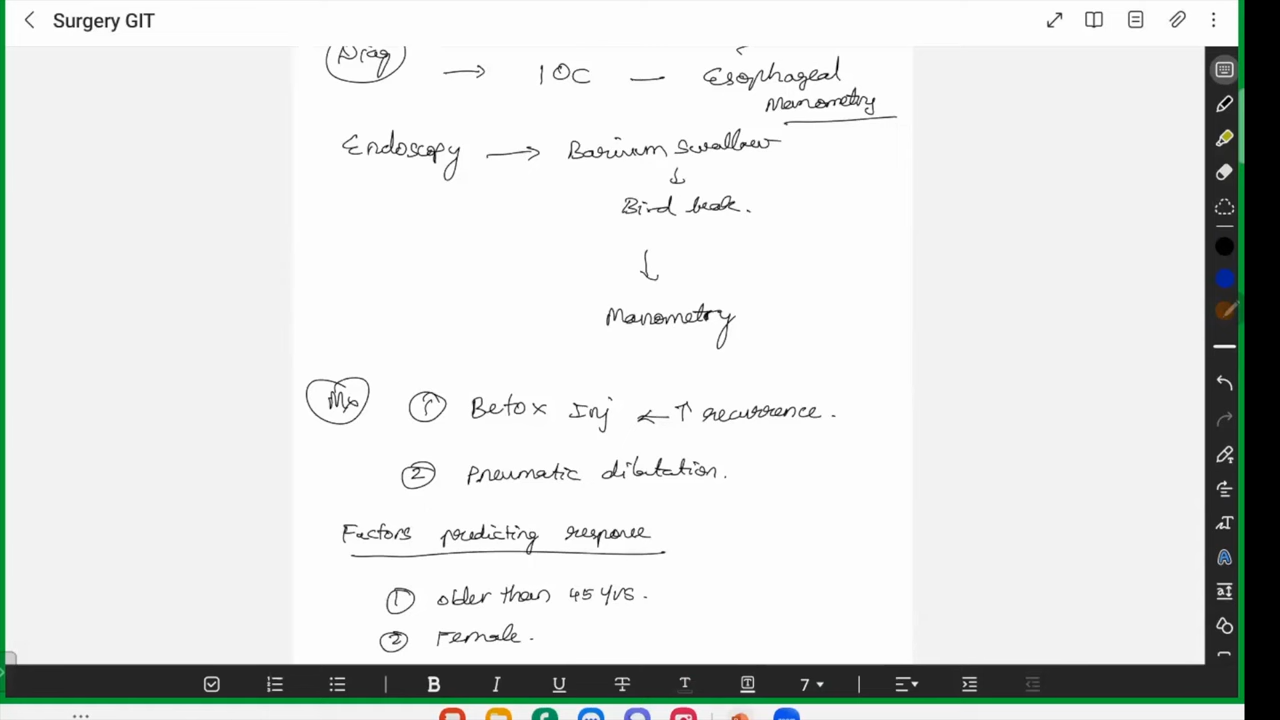 Surgery GIT
Diag → IOC — Esophageal
Manometry
Endoscopy → Barium swallow
↓
Bird beak.
↓
Manometry
Mx ① Botox Inj ← ↑ recurrence.
② Pneumatic dilatation.
Factors predicting response
① older than 45 yrs.
② Female.
B I U T T T 7